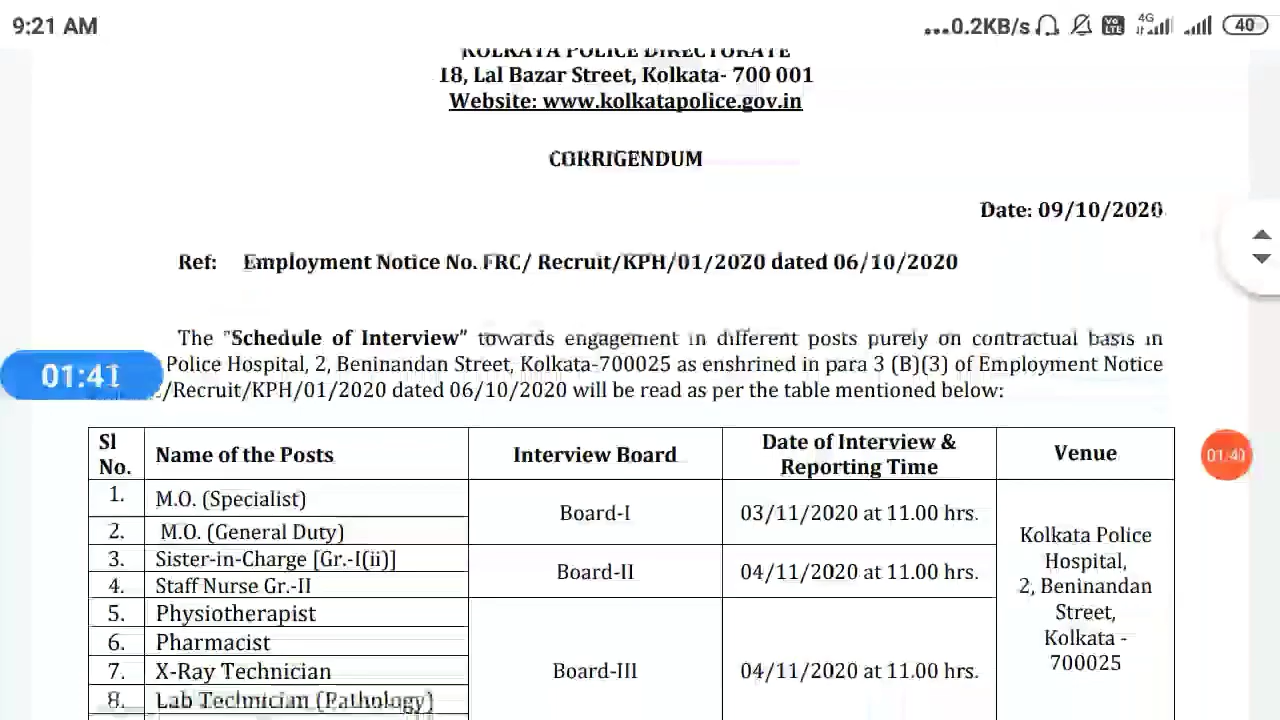 9:21 AM
...0.2KB/s 4G Vo LTE 40
KOLKATA POLICE DIRECTORATE
18, Lal Bazar Street, Kolkata- 700 001
Website: www.kolkatapolice.gov.in
CORRIGENDUM
Date: 09/10/2020
Ref: Employment Notice No. FRC/ Recruit/KPH/01/2020 dated 06/10/2020
The "Schedule of Interview" towards engagement in different posts purely on contractual basis in
Police Hospital, 2, Beninandan Street, Kolkata-700025 as enshrined in para 3 (B)(3) of Employment Notice
01:41
/Recruit/KPH/01/2020 dated 06/10/2020 will be read as per the table mentioned below:
Sl No. Name of the Posts Interview Board Date of Interview & Reporting Time Venue
01:40
1. M.O. (Specialist)
Board-I 03/11/2020 at 11.00 hrs.
2. M.O. (General Duty)
3. Sister-in-Charge [Gr.-I(ii)]
Board-II 04/11/2020 at 11.00 hrs.
4. Staff Nurse Gr.-II
5. Physiotherapist
6. Pharmacist
7. X-Ray Technician
Board-III 04/11/2020 at 11.00 hrs.
8. Lab Technician (Pathology)
Kolkata Police
Hospital,
2, Beninandan
Street,
Kolkata -
700025